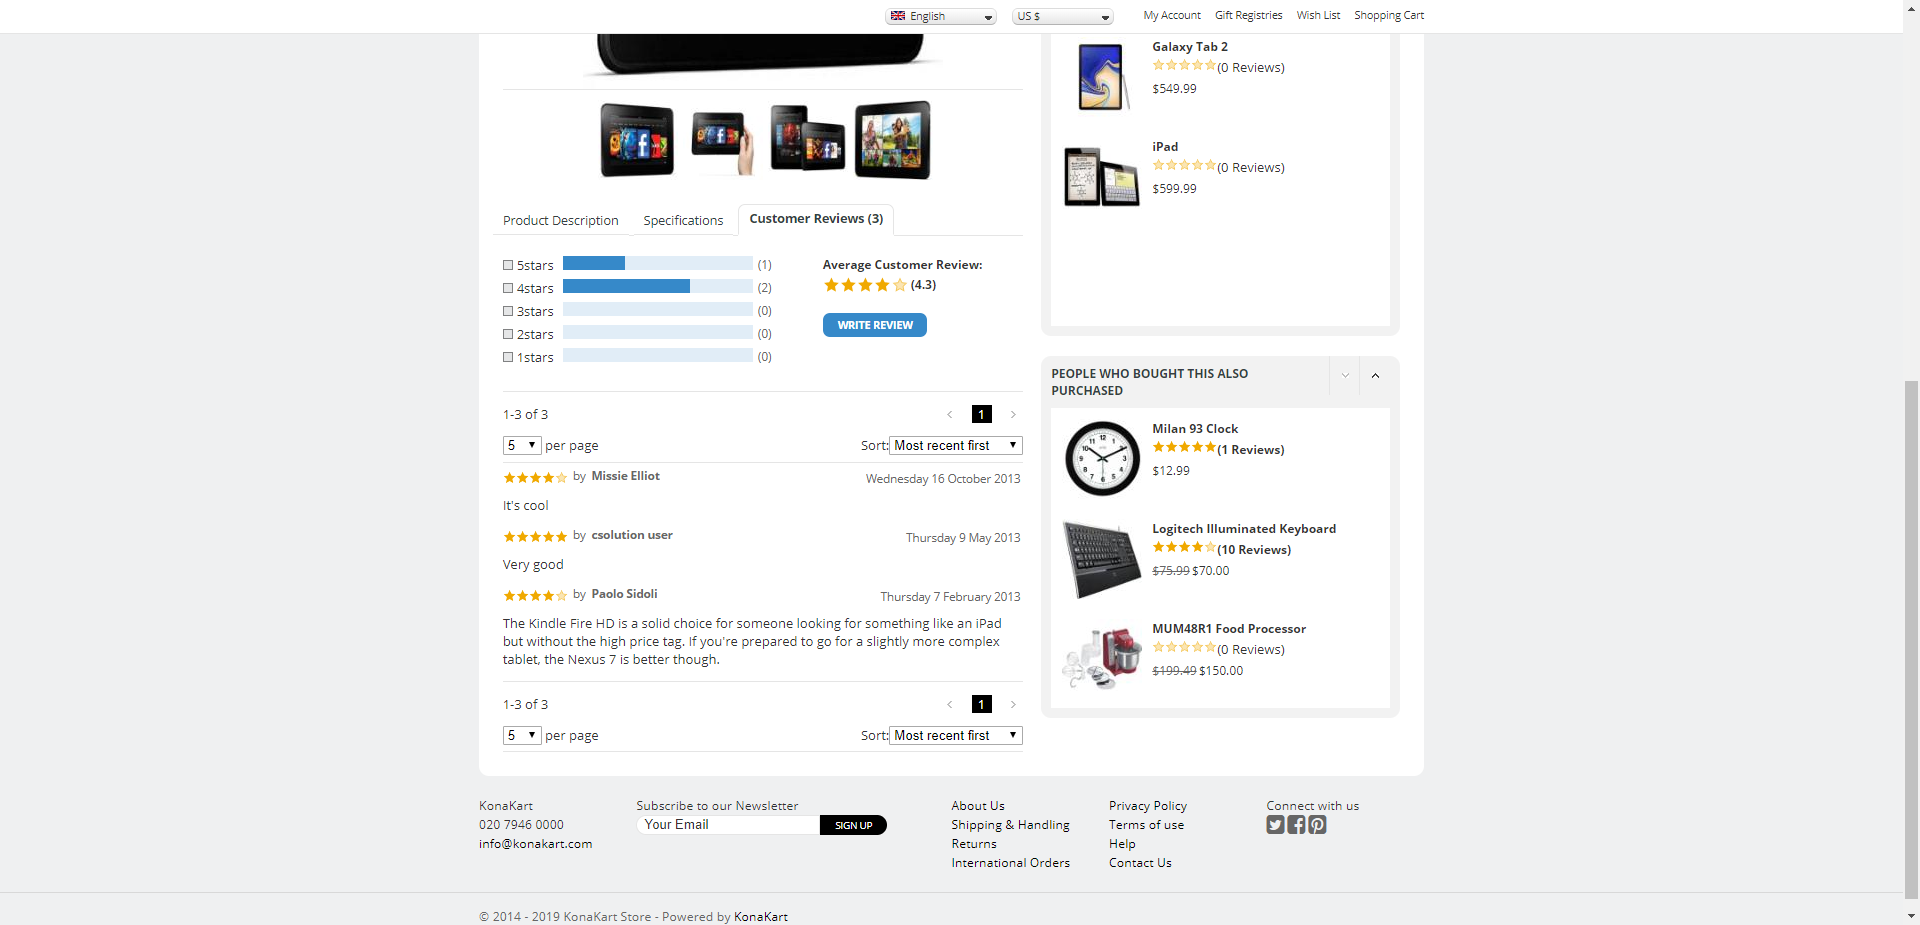 English
US $
My Account
Gift Registries
Wish List
Shopping Cart
Galaxy Tab 2
(0 Reviews)
$549.99
iPad
(0 Reviews)
$599.99
Product Description
Specifications
Customer Reviews (3)
5stars (1)
4stars (2)
3stars (0)
2stars (0)
1stars (0)
Average Customer Review:
(4.3)
WRITE REVIEW
1-3 of 3
< 1 >
5 per page
Sort: Most recent first
by Missie Elliot Wednesday 16 October 2013
It's cool
by csolution user Thursday 9 May 2013
Very good
by Paolo Sidoli Thursday 7 February 2013
The Kindle Fire HD is a solid choice for someone looking for something like an iPad
but without the high price tag. If you're prepared to go for a slightly more complex
tablet, the Nexus 7 is better though.
1-3 of 3
< 1 >
5 per page
Sort: Most recent first
PEOPLE WHO BOUGHT THIS ALSO
PURCHASED
Milan 93 Clock
(1 Reviews)
$12.99
Logitech Illuminated Keyboard
(10 Reviews)
$75.99 $70.00
MUM48R1 Food Processor
(0 Reviews)
$199.49 $150.00
KonaKart
020 7946 0000
info@konakart.com
Subscribe to our Newsletter
Your Email SIGN UP
About Us
Shipping & Handling
Returns
International Orders
Privacy Policy
Terms of use
Help
Contact Us
Connect with us
© 2014 - 2019 KonaKart Store - Powered by KonaKart